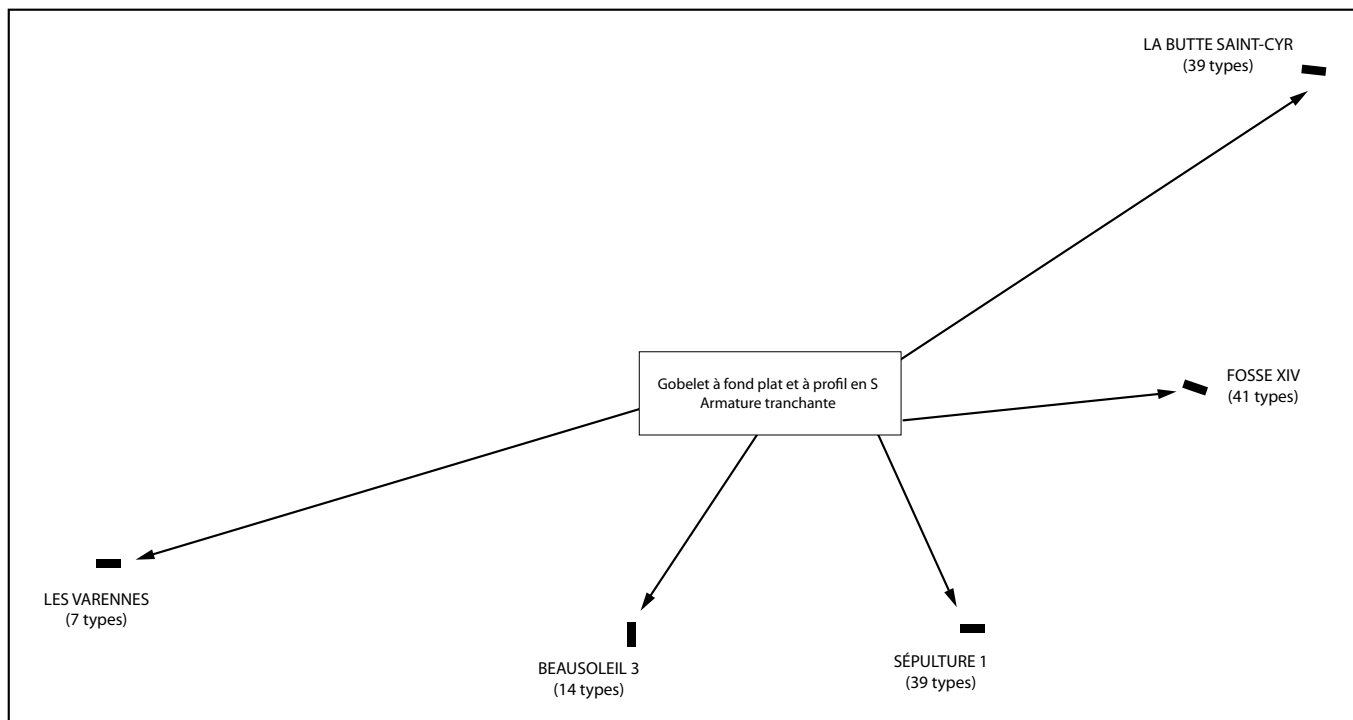 LA BUTTE SAINT-CYR
(39 types)
Gobelet à fond plat et à profil en S
Armature tranchante
FOSSE XIV
(41 types)
LES VARENNES
(7 types)
BEAUSOLEIL 3
(14 types)
SÉPULTURE 1
(39 types)